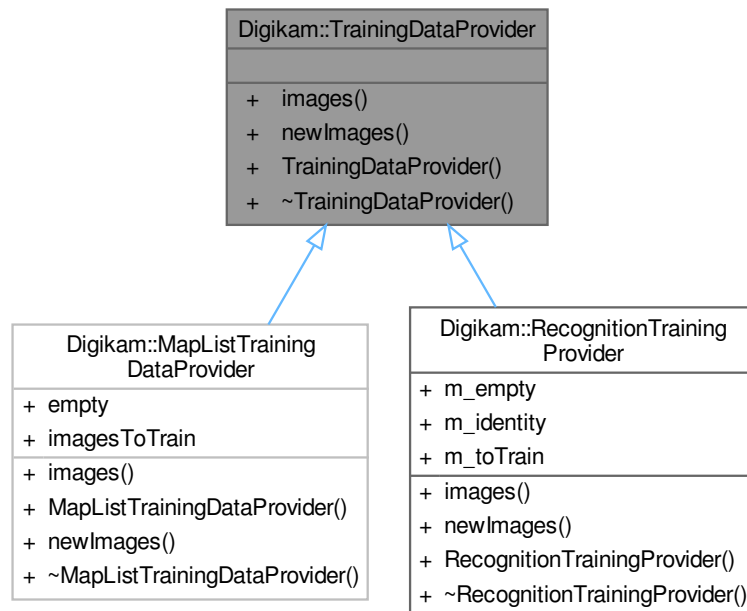 Digikam::TrainingDataProvider
+ images()
+ newImages()
+ TrainingDataProvider()
+ ~TrainingDataProvider()
Digikam::MapListTraining
DataProvider
+ empty
+ imagesToTrain
+ images()
+ MapListTrainingDataProvider()
+ newImages()
+ ~MapListTrainingDataProvider()
Digikam::RecognitionTraining
Provider
+ m_empty
+ m_identity
+ m_toTrain
+ images()
+ newImages()
+ RecognitionTrainingProvider()
+ ~RecognitionTrainingProvider()